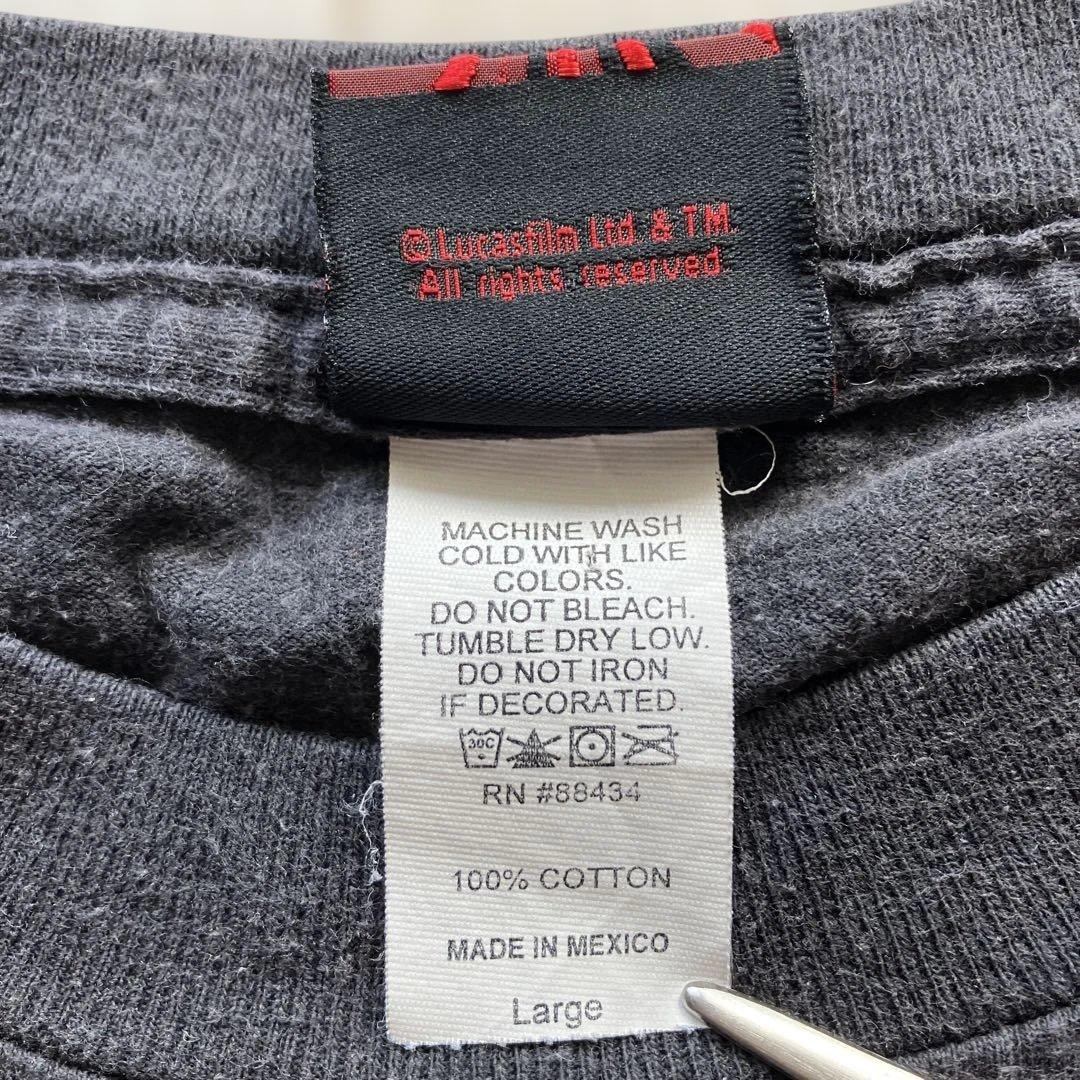 ©Lucasfilm Ltd. & TM.
All rights reserved.
MACHINE WASH
COLD WITH LIKE
COLORS.
DO NOT BLEACH.
TUMBLE DRY LOW.
DO NOT IRON
IF DECORATED.
30C
RN #88434
100% COTTON
MADE IN MEXICO
Large